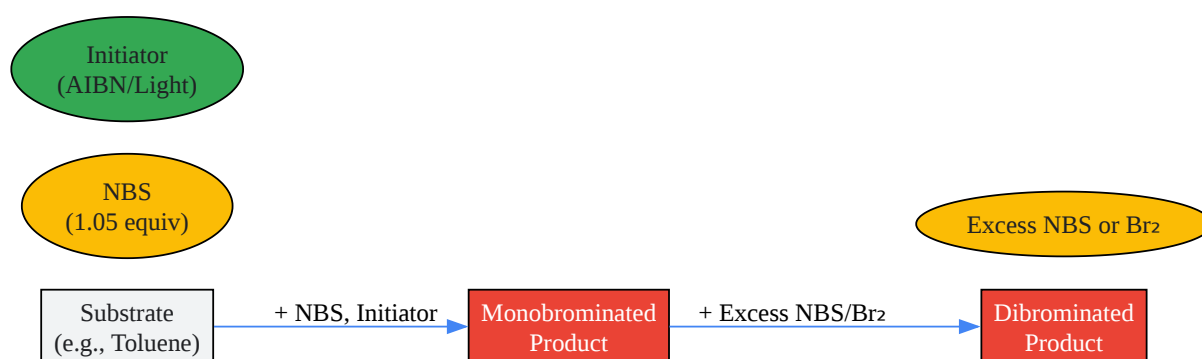 Initiator
(AIBN/Light)
NBS
(1.05 equiv)
Excess NBS or Br₂
Substrate
(e.g., Toluene)
+ NBS, Initiator
Monobrominated
Product
+ Excess NBS/Br₂
Dibrominated
Product